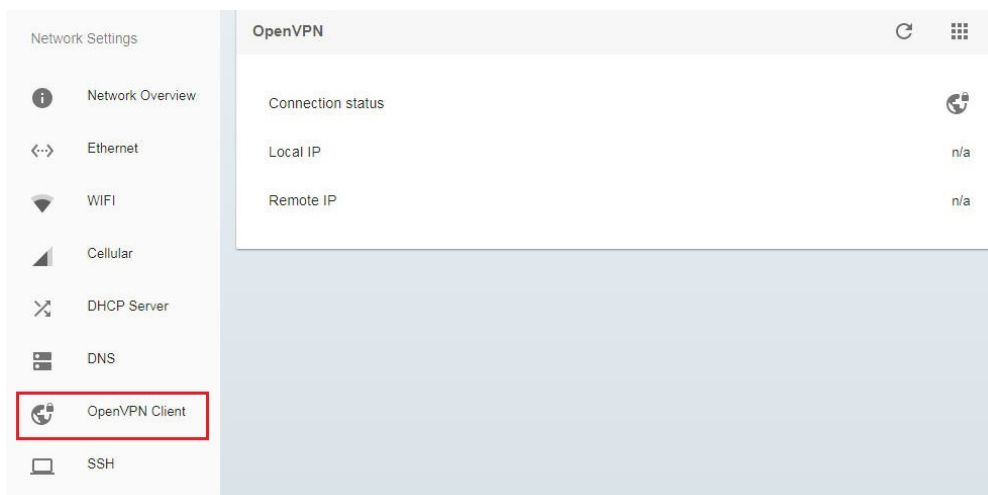 Network Settings
Network Overview
Ethernet
WIFI
Cellular
DHCP Server
DNS
OpenVPN Client
SSH
OpenVPN
Connection status
Local IP n/a
Remote IP n/a